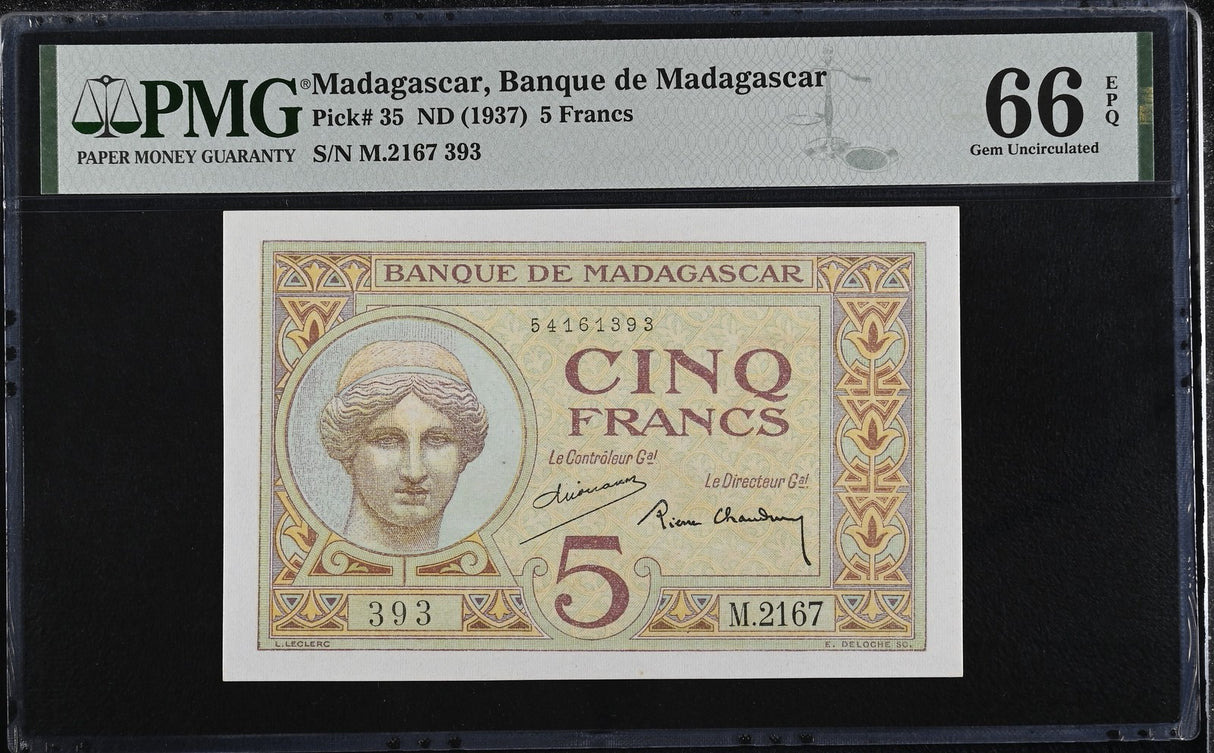 PMG® Madagascar, Banque de Madagascar
Pick# 35 ND (1937) 5 Francs
PAPER MONEY GUARANTY S/N M.2167 393
66 EPQ
Gem Uncirculated
BANQUE DE MADAGASCAR
54161393
CINQ
FRANCS
Le Contrôleur Gal.
Le Directeur Gal.
Pierre Chaudun
5
393
M.2167
L. LECLERC
E. DELOCHE SC.